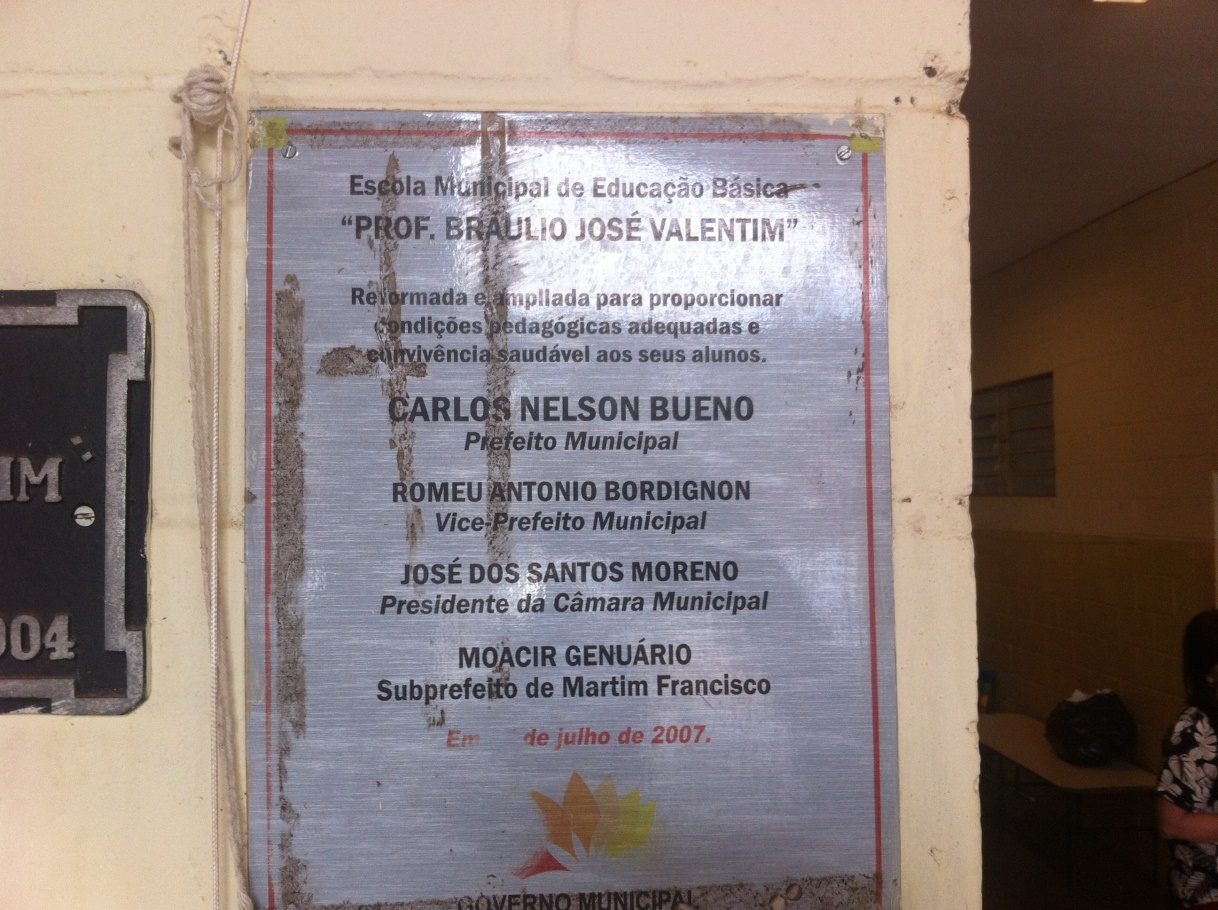 Escola Municipal de Educação Básica
“PROF. BRÁULIO JOSÉ VALENTIM”
Reformada e ampliada para proporcionar
condições pedagógicas adequadas e
convivência saudável aos seus alunos.
CARLOS NELSON BUENO
Prefeito Municipal
ROMEU ANTONIO BORDIGNON
Vice-Prefeito Municipal
JOSÉ DOS SANTOS MORENO
Presidente da Câmara Municipal
MOACIR GENUÁRIO
Subprefeito de Martim Francisco
Em de julho de 2007.
GOVERNO MUNICIPAL